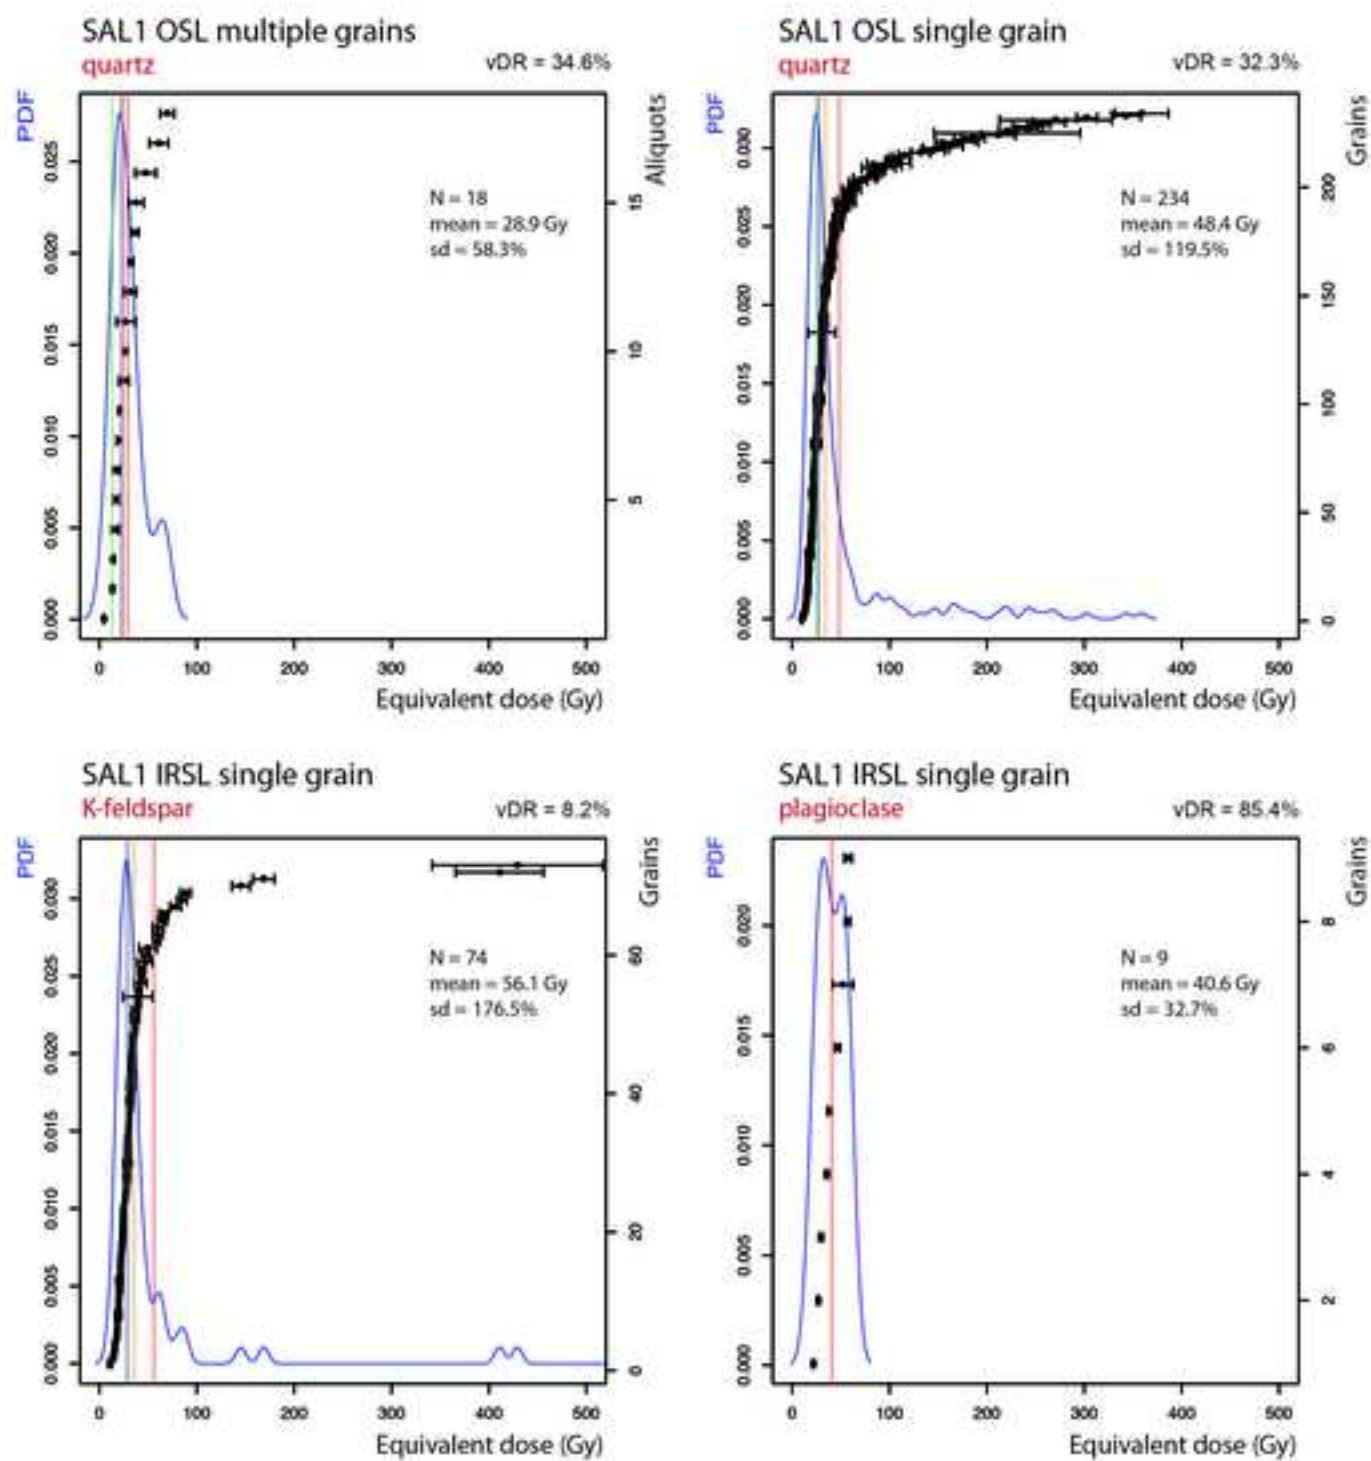 SAL1 OSL multiple grains
quartz
vDR = 34.6%
PDF
Aliquots
0.000 0.005 0.010 0.015 0.020 0.025
5 10 15
N = 18
mean = 28.9 Gy
sd = 58.3%
0 100 200 300 400 500
Equivalent dose (Gy)
SAL1 OSL single grain
quartz
vDR = 32.3%
PDF
Grains
0.000 0.005 0.010 0.015 0.020 0.025 0.030
0 50 100 150 200
N = 234
mean = 48.4 Gy
sd = 119.5%
0 100 200 300 400 500
Equivalent dose (Gy)
SAL1 IRSL single grain
K-feldspar
vDR = 8.2%
PDF
Grains
0.000 0.005 0.010 0.015 0.020 0.025 0.030
0 20 40 60
N = 74
mean = 56.1 Gy
sd = 176.5%
0 100 200 300 400 500
Equivalent dose (Gy)
SAL1 IRSL single grain
plagioclase
vDR = 85.4%
PDF
Grains
0.000 0.005 0.010 0.015 0.020
2 4 6 8
N = 9
mean = 40.6 Gy
sd = 32.7%
0 100 200 300 400 500
Equivalent dose (Gy)